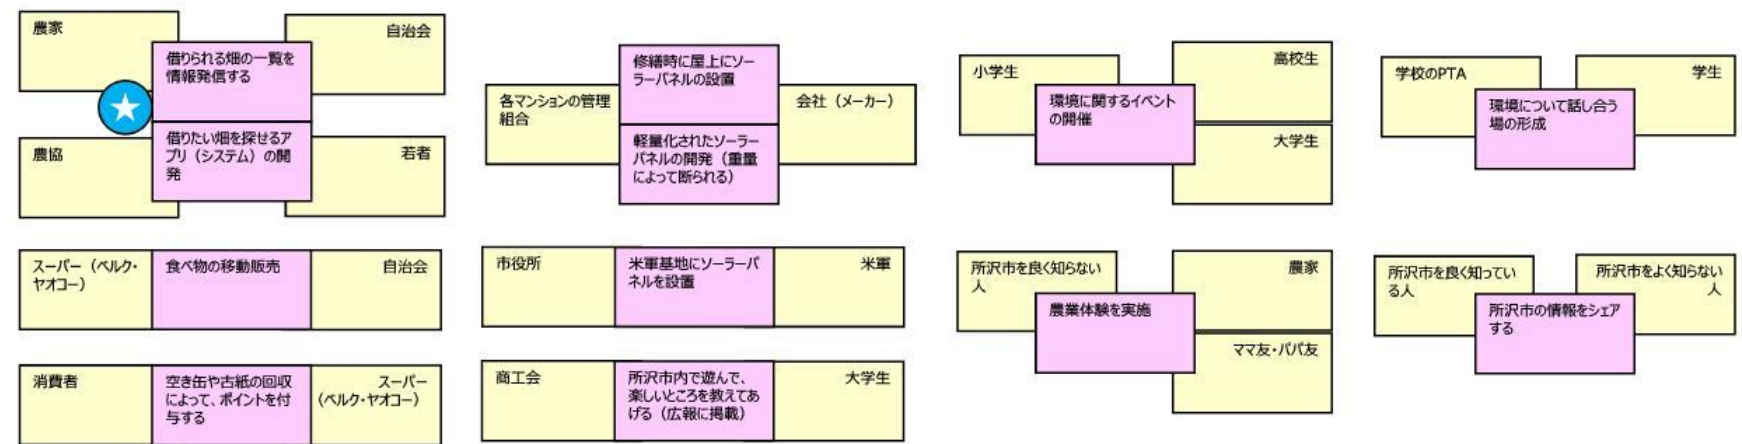 農家
自治会
借りられる畑の一覧を
情報発信する
農協
若者
借りたい畑を探せるア
プリ（システム）の開
発
修繕時に屋上にソー
ラーパネルの設置
各マンションの管理
組合
会社（メーカー）
軽量化されたソーラー
パネルの開発（重量
によって断られる）
小学生
高校生
環境に関するイベント
の開催
大学生
学校のPTA
学生
環境について話し合う
場の形成
スーパー（ベルク・
ヤオコー）
食べ物の移動販売
自治会
市役所
米軍基地にソーラーパ
ネルを設置
米軍
所沢市を良く知らない
人
農家
農業体験を実施
ママ友・パパ友
所沢市を良く知ってい
る人
所沢市をよく知らない
人
所沢市の情報をシェア
する
消費者
空き缶や古紙の回収
によって、ポイントを付
与する
スーパー
（ベルク・ヤオコー）
商工会
所沢市内で遊んで、
楽しいところを教えてあ
げる（広報に掲載）
大学生